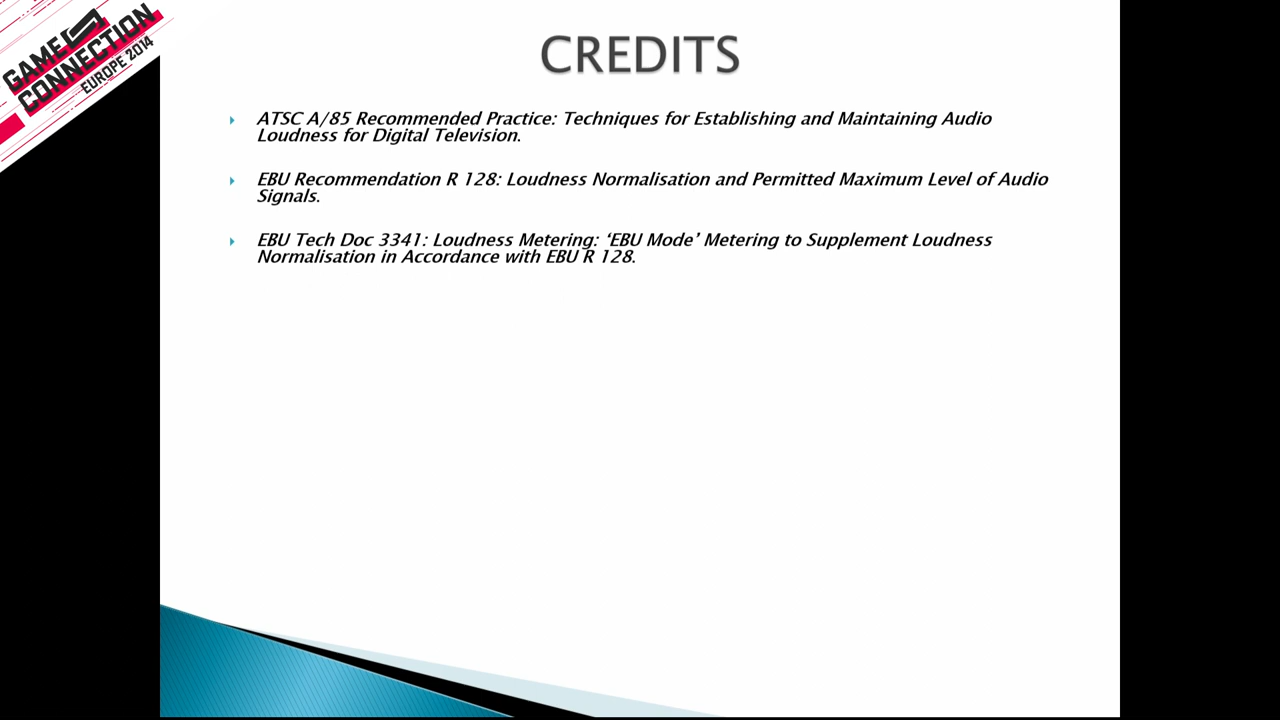 GAME
CONNECTION
EUROPE 2014
CREDITS
ATSC A/85 Recommended Practice: Techniques for Establishing and Maintaining Audio
Loudness for Digital Television.
EBU Recommendation R 128: Loudness Normalisation and Permitted Maximum Level of Audio
Signals.
EBU Tech Doc 3341: Loudness Metering: ‘EBU Mode’ Metering to Supplement Loudness
Normalisation in Accordance with EBU R 128.